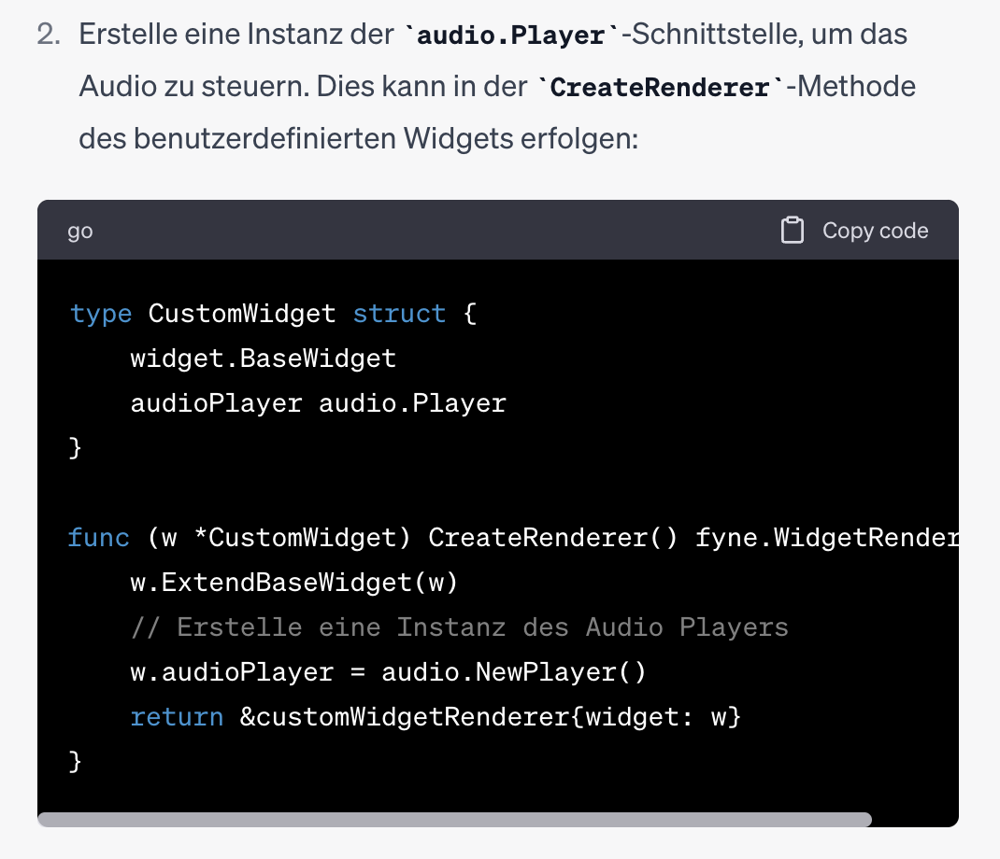 2. Erstelle eine Instanz der `audio.Player`-Schnittstelle, um das
Audio zu steuern. Dies kann in der `CreateRenderer`-Methode
des benutzerdefinierten Widgets erfolgen:
go Copy code
type CustomWidget struct {
    widget.BaseWidget
    audioPlayer audio.Player
}
func (w *CustomWidget) CreateRenderer() fyne.WidgetRender
    w.ExtendBaseWidget(w)
    // Erstelle eine Instanz des Audio Players
    w.audioPlayer = audio.NewPlayer()
    return &customWidgetRenderer{widget: w}
}